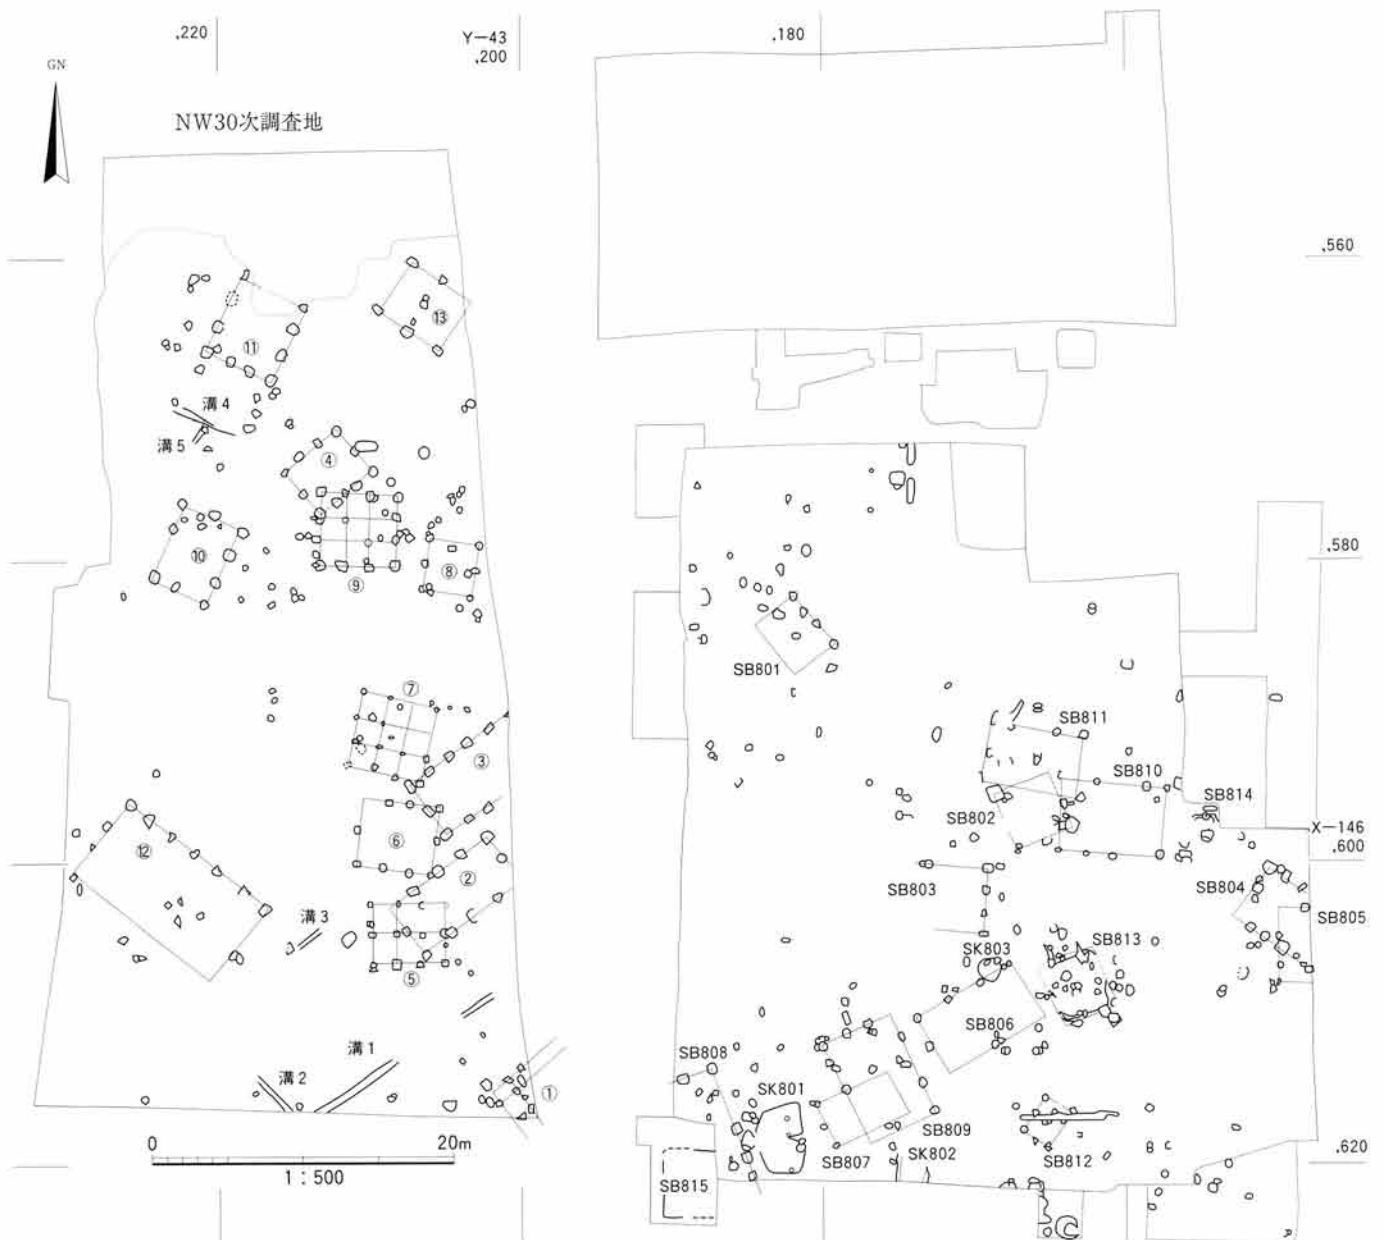 ,220
Y−43
,200
,180
GN
NW30次調査地
,560
⑬
⑪
溝4
溝5
④
⑩
⑨
⑧
,580
SB801
⑦
③
SB811
SB810
SB814
SB802
X−146
,600
⑫
⑥
②
SB803
SB804
SB805
溝3
⑤
SK803
SB813
SB806
溝1
溝2
①
SB808
SK801
SB809
SB807
SK802
SB812
SB815
,620
0
20m
1:500